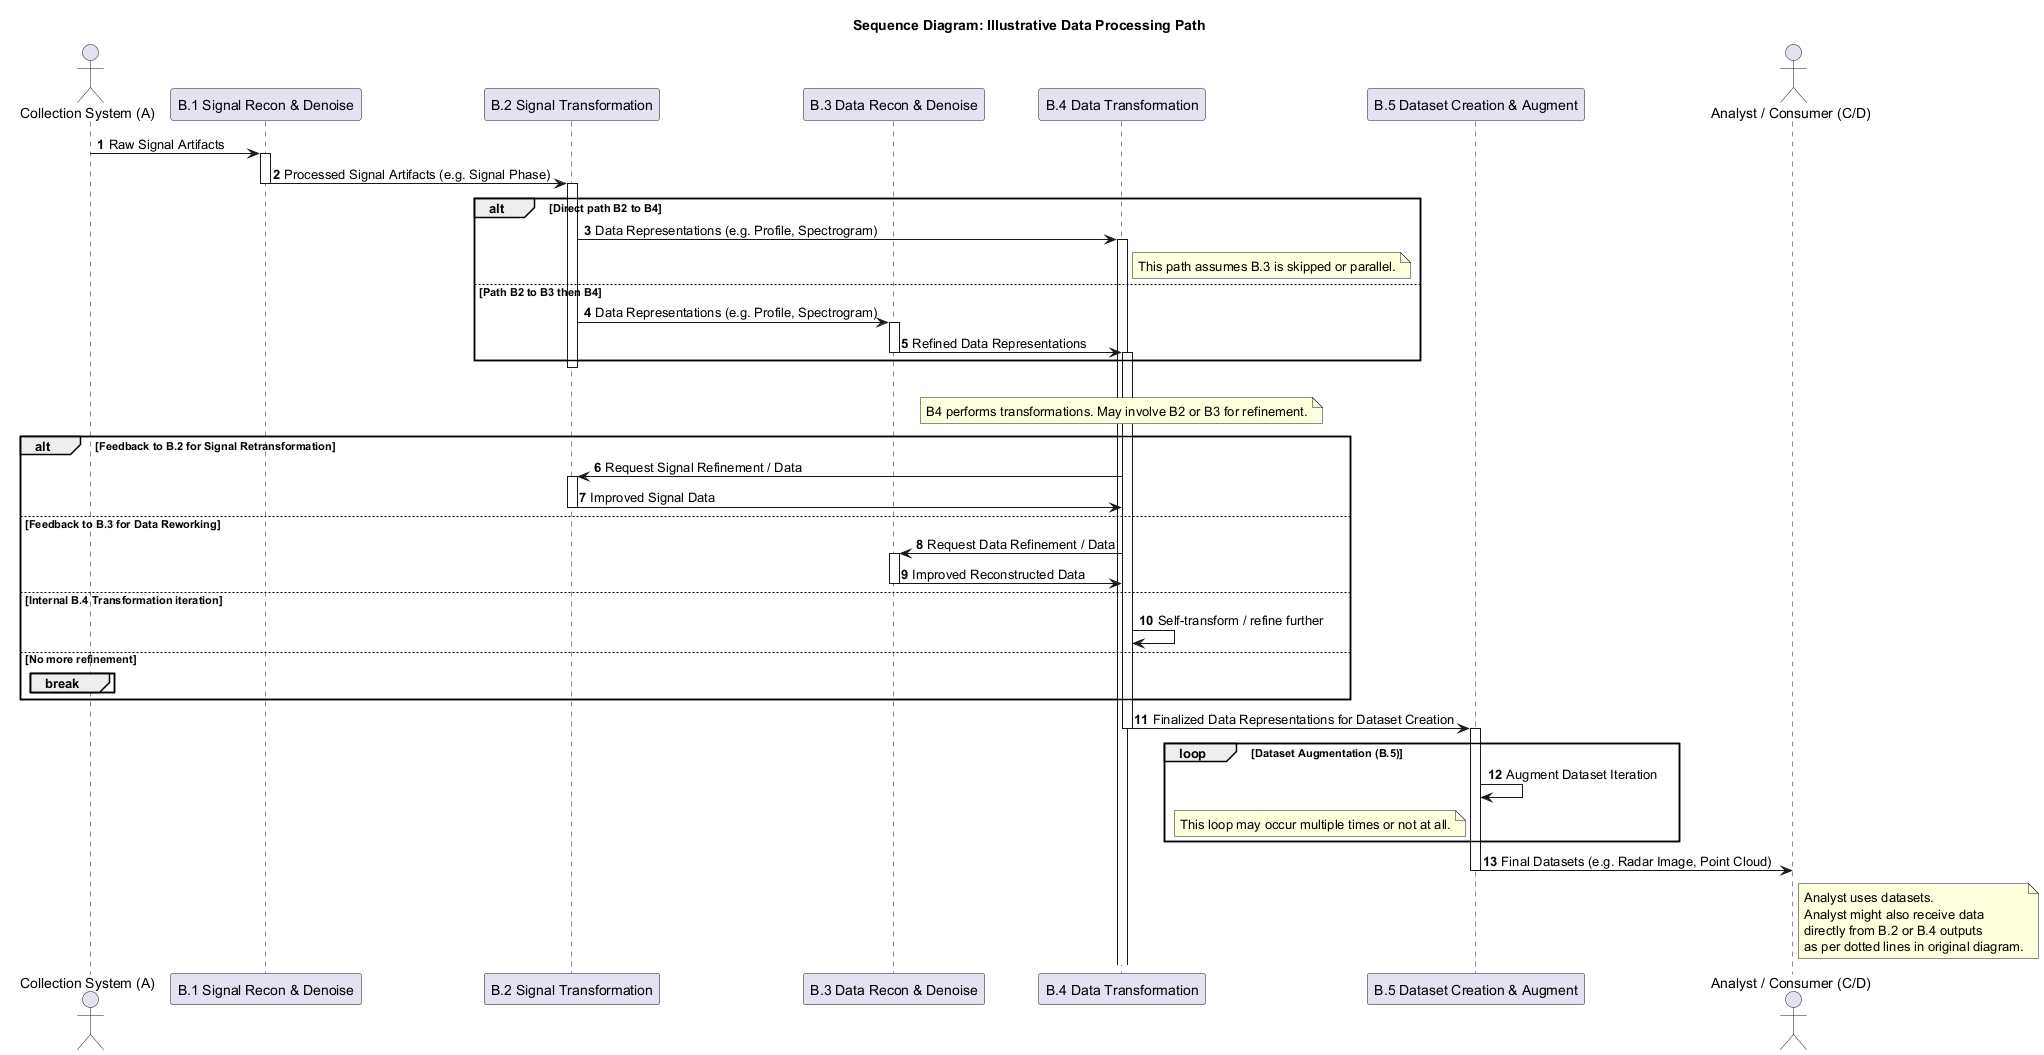 Sequence Diagram: Illustrative Data Processing Path
Collection System (A)
B.1 Signal Recon & Denoise
B.2 Signal Transformation
B.3 Data Recon & Denoise
B.4 Data Transformation
B.5 Dataset Creation & Augment
Analyst / Consumer (C/D)
1 Raw Signal Artifacts
2 Processed Signal Artifacts (e.g. Signal Phase)
alt [Direct path B2 to B4]
3 Data Representations (e.g. Profile, Spectrogram)
This path assumes B.3 is skipped or parallel.
[Path B2 to B3 then B4]
4 Data Representations (e.g. Profile, Spectrogram)
5 Refined Data Representations
B4 performs transformations. May involve B2 or B3 for refinement.
alt [Feedback to B.2 for Signal Retransformation]
6 Request Signal Refinement / Data
7 Improved Signal Data
[Feedback to B.3 for Data Reworking]
8 Request Data Refinement / Data
9 Improved Reconstructed Data
[Internal B.4 Transformation iteration]
10 Self-transform / refine further
[No more refinement]
break
11 Finalized Data Representations for Dataset Creation
loop [Dataset Augmentation (B.5)]
12 Augment Dataset Iteration
This loop may occur multiple times or not at all.
13 Final Datasets (e.g. Radar Image, Point Cloud)
Analyst uses datasets.
Analyst might also receive data
directly from B.2 or B.4 outputs
as per dotted lines in original diagram.
Collection System (A)
B.1 Signal Recon & Denoise
B.2 Signal Transformation
B.3 Data Recon & Denoise
B.4 Data Transformation
B.5 Dataset Creation & Augment
Analyst / Consumer (C/D)